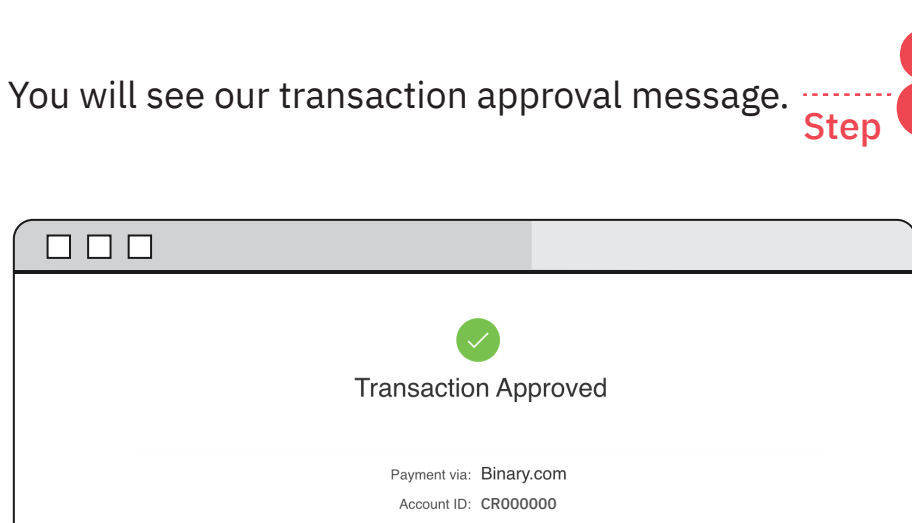 You will see our transaction approval message.
Step
Transaction Approved
Payment via: Binary.com
Account ID: CR000000